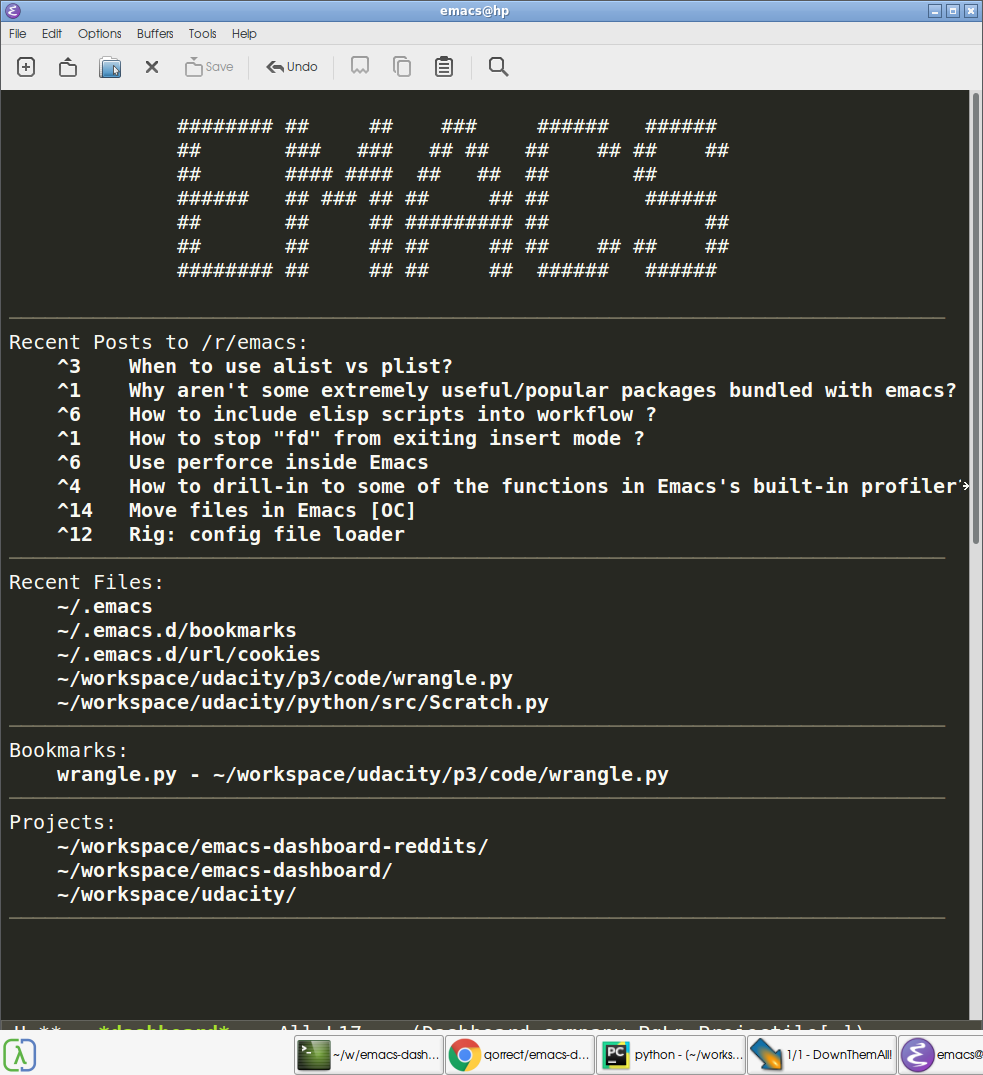 emacs@hp
File Edit Options Buffers Tools Help
Save Undo
######## ##     ##    ###     ######   ######
##       ###   ###   ## ##   ##    ## ##    ##
##       #### ####  ##   ##  ##       ##
######   ## ### ## ##     ## ##        ######
##       ##     ## ######### ##             ##
##       ##     ## ##     ## ##    ## ##    ##
######## ##     ## ##     ##  ######   ######
Recent Posts to /r/emacs:
^3 When to use alist vs plist?
^1 Why aren't some extremely useful/popular packages bundled with emacs?
^6 How to include elisp scripts into workflow ?
^1 How to stop "fd" from exiting insert mode ?
^6 Use perforce inside Emacs
^4 How to drill-in to some of the functions in Emacs's built-in profiler
^14 Move files in Emacs [OC]
^12 Rig: config file loader
Recent Files:
~/.emacs
~/.emacs.d/bookmarks
~/.emacs.d/url/cookies
~/workspace/udacity/p3/code/wrangle.py
~/workspace/udacity/python/src/Scratch.py
Bookmarks:
wrangle.py - ~/workspace/udacity/p3/code/wrangle.py
Projects:
~/workspace/emacs-dashboard-reddits/
~/workspace/emacs-dashboard/
~/workspace/udacity/
*dashboard* All L17
~/w/emacs-dash... qorrect/emacs-d... python - (~/works... 1/1 - DownThemAll! emacs@